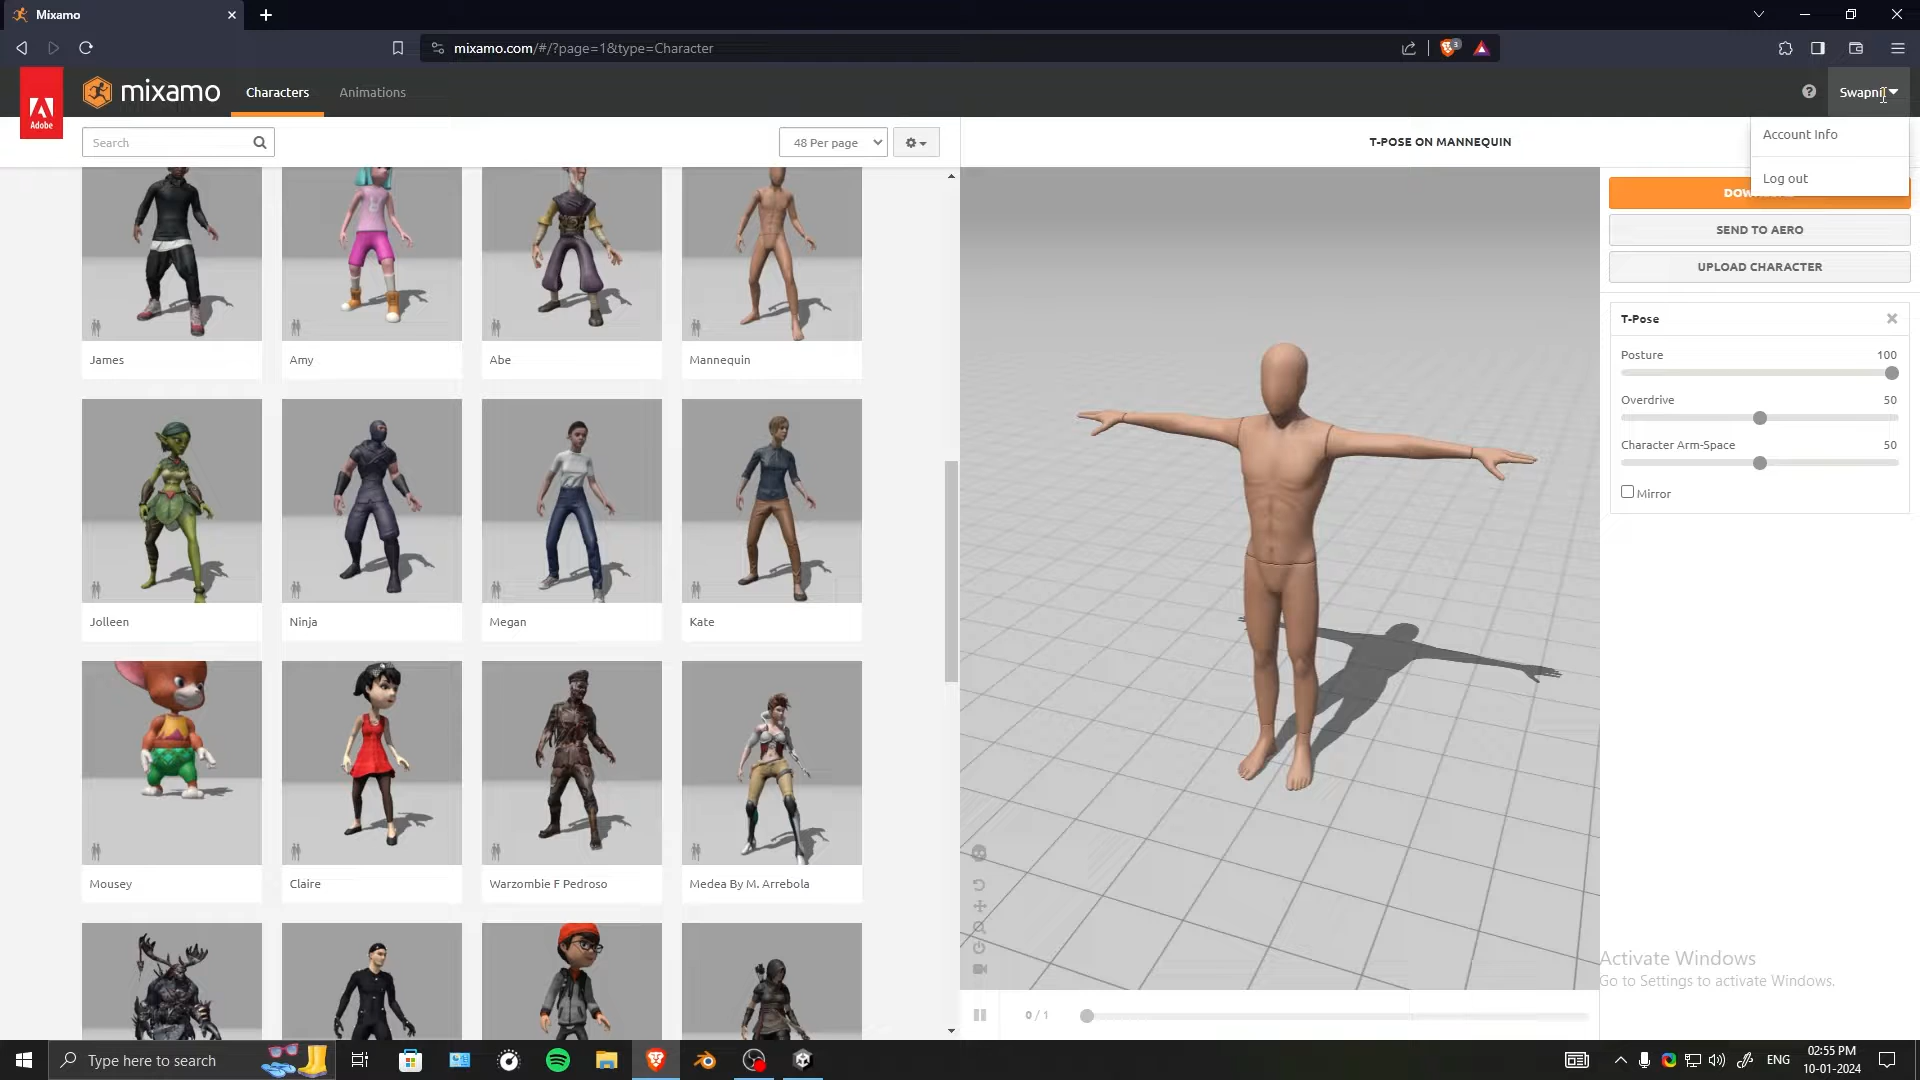 Mixamo
mixamo.com/#/?page=1&type=Character
3
Adobe
mixamo
Characters
Animations
Account Info
Log out
Search
48 Per page
T-POSE ON MANNEQUIN
SEND TO AERO
UPLOAD CHARACTER
T-Pose
Posture
100
Overdrive
50
Character Arm-Space
50
Mirror
James
Amy
Abe
Mannequin
Jolleen
Ninja
Megan
Kate
Mousey
Claire
Warzombie F Pedroso
Medea By M. Arrebola
0 / 1
Activate Windows
Go to Settings to activate Windows.
Type here to search
ENG
02:55 PM
10-01-2024